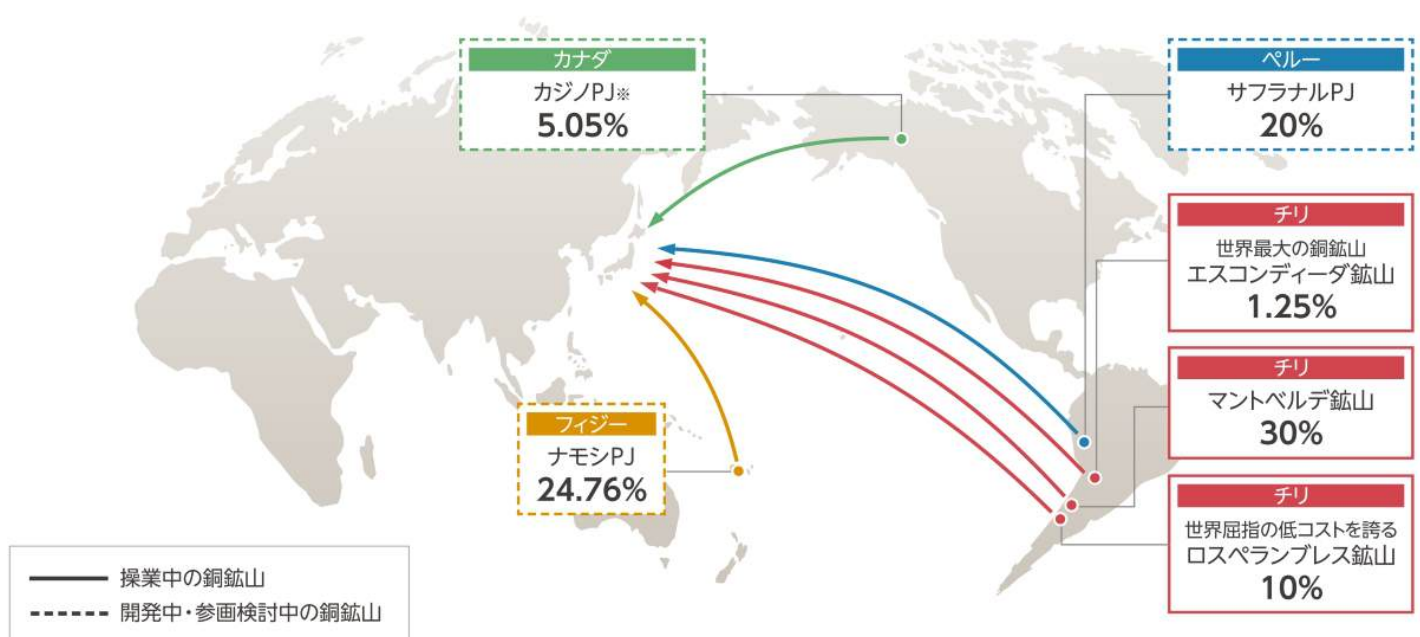 カナダ
カジノPJ※
5.05%
ペルー
サフラナルPJ
20%
チリ
世界最大の銅鉱山
エスコンディーダ鉱山
1.25%
チリ
マントベルデ鉱山
30%
フィジー
ナモシPJ
24.76%
チリ
世界屈指の低コストを誇る
ロスペランブレス鉱山
10%
操業中の銅鉱山
開発中・参画検討中の銅鉱山